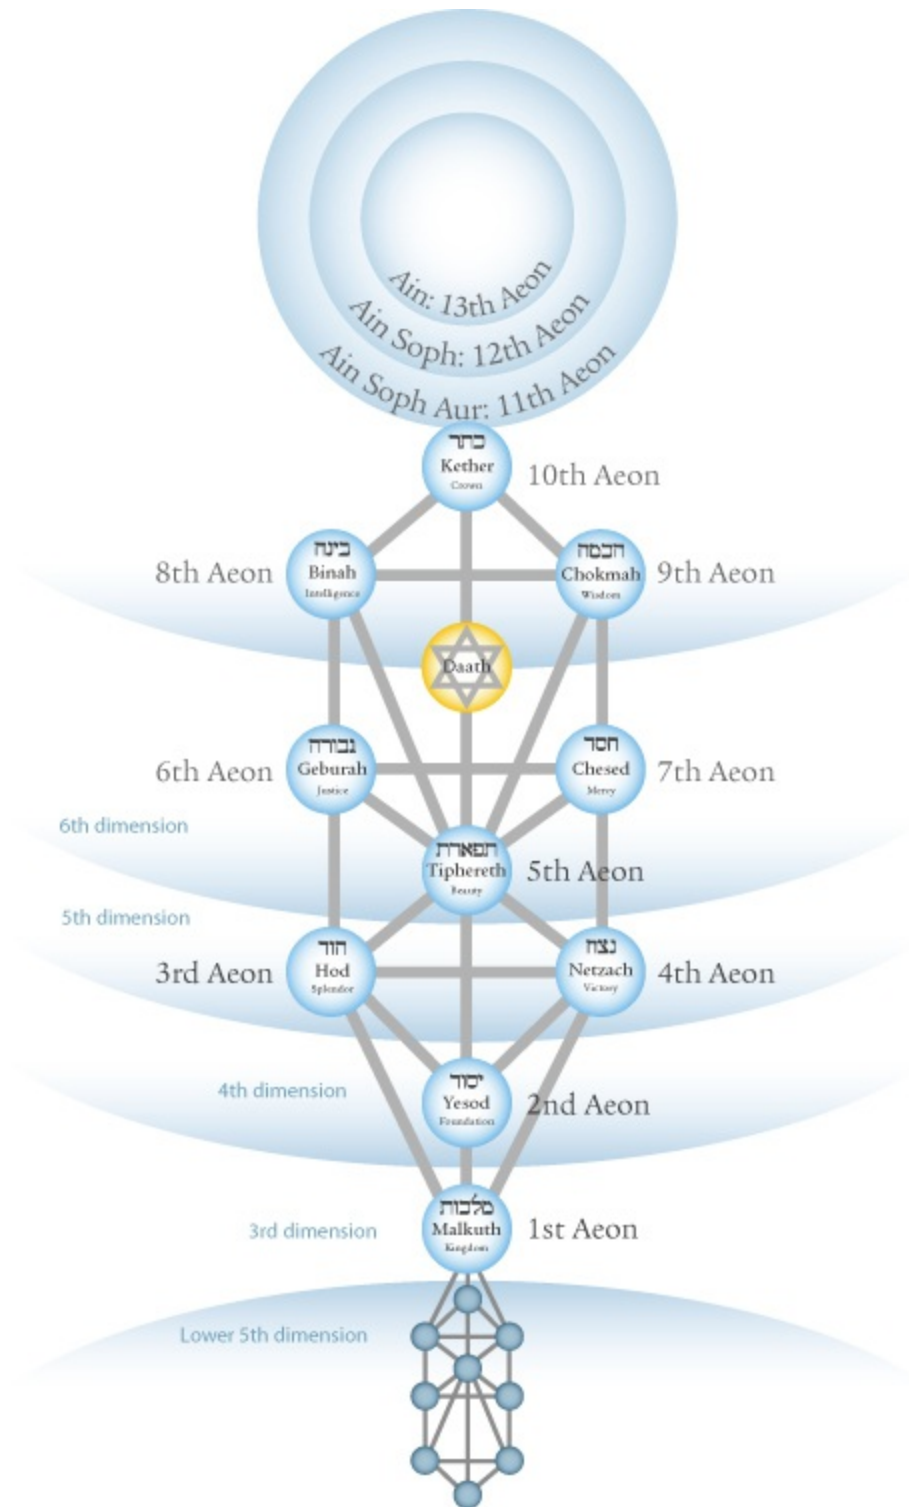 Ain: 13th Aeon
Ain Soph: 12th Aeon
Ain Soph Aur: 11th Aeon
כתר
Kether
Crown
10th Aeon
8th Aeon
בינה
Binah
Intelligence
חכמה
Chokmah
Wisdom
9th Aeon
Daath
6th Aeon
גבורה
Geburah
Justice
חסד
Chesed
Mercy
7th Aeon
6th dimension
תפארת
Tiphereth
Beauty
5th Aeon
5th dimension
3rd Aeon
הוד
Hod
Splendor
נצח
Netzach
Victory
4th Aeon
4th dimension
יסוד
Yesod
Foundation
2nd Aeon
3rd dimension
מלכות
Malkuth
Kingdom
1st Aeon
Lower 5th dimension